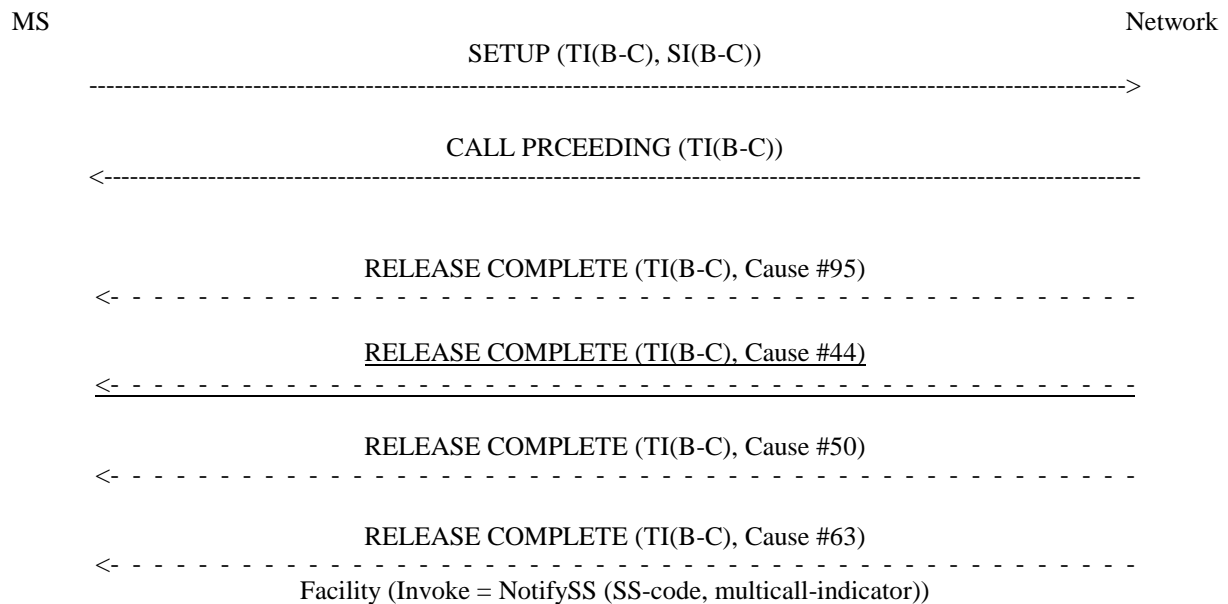 MS Network
SETUP (TI(B-C), SI(B-C))
------------------------------------------------------------------------------------------------------------------------>
CALL PRCEEDING (TI(B-C))
<------------------------------------------------------------------------------------------------------------------------
RELEASE COMPLETE (TI(B-C), Cause #95)
<- - - - - - - - - - - - - - - - - - - - - - - - - - - - - - - - - - - -
RELEASE COMPLETE (TI(B-C), Cause #44)
<- - - - - - - - - - - - - - - - - - - - - - - - - - - - - - - - - - - -
RELEASE COMPLETE (TI(B-C), Cause #50)
<- - - - - - - - - - - - - - - - - - - - - - - - - - - - - - - - - - - -
RELEASE COMPLETE (TI(B-C), Cause #63)
<- - - - - - - - - - - - - - - - - - - - - - - - - - - - - - - - - - - -
Facility (Invoke = NotifySS (SS-code, multicall-indicator))